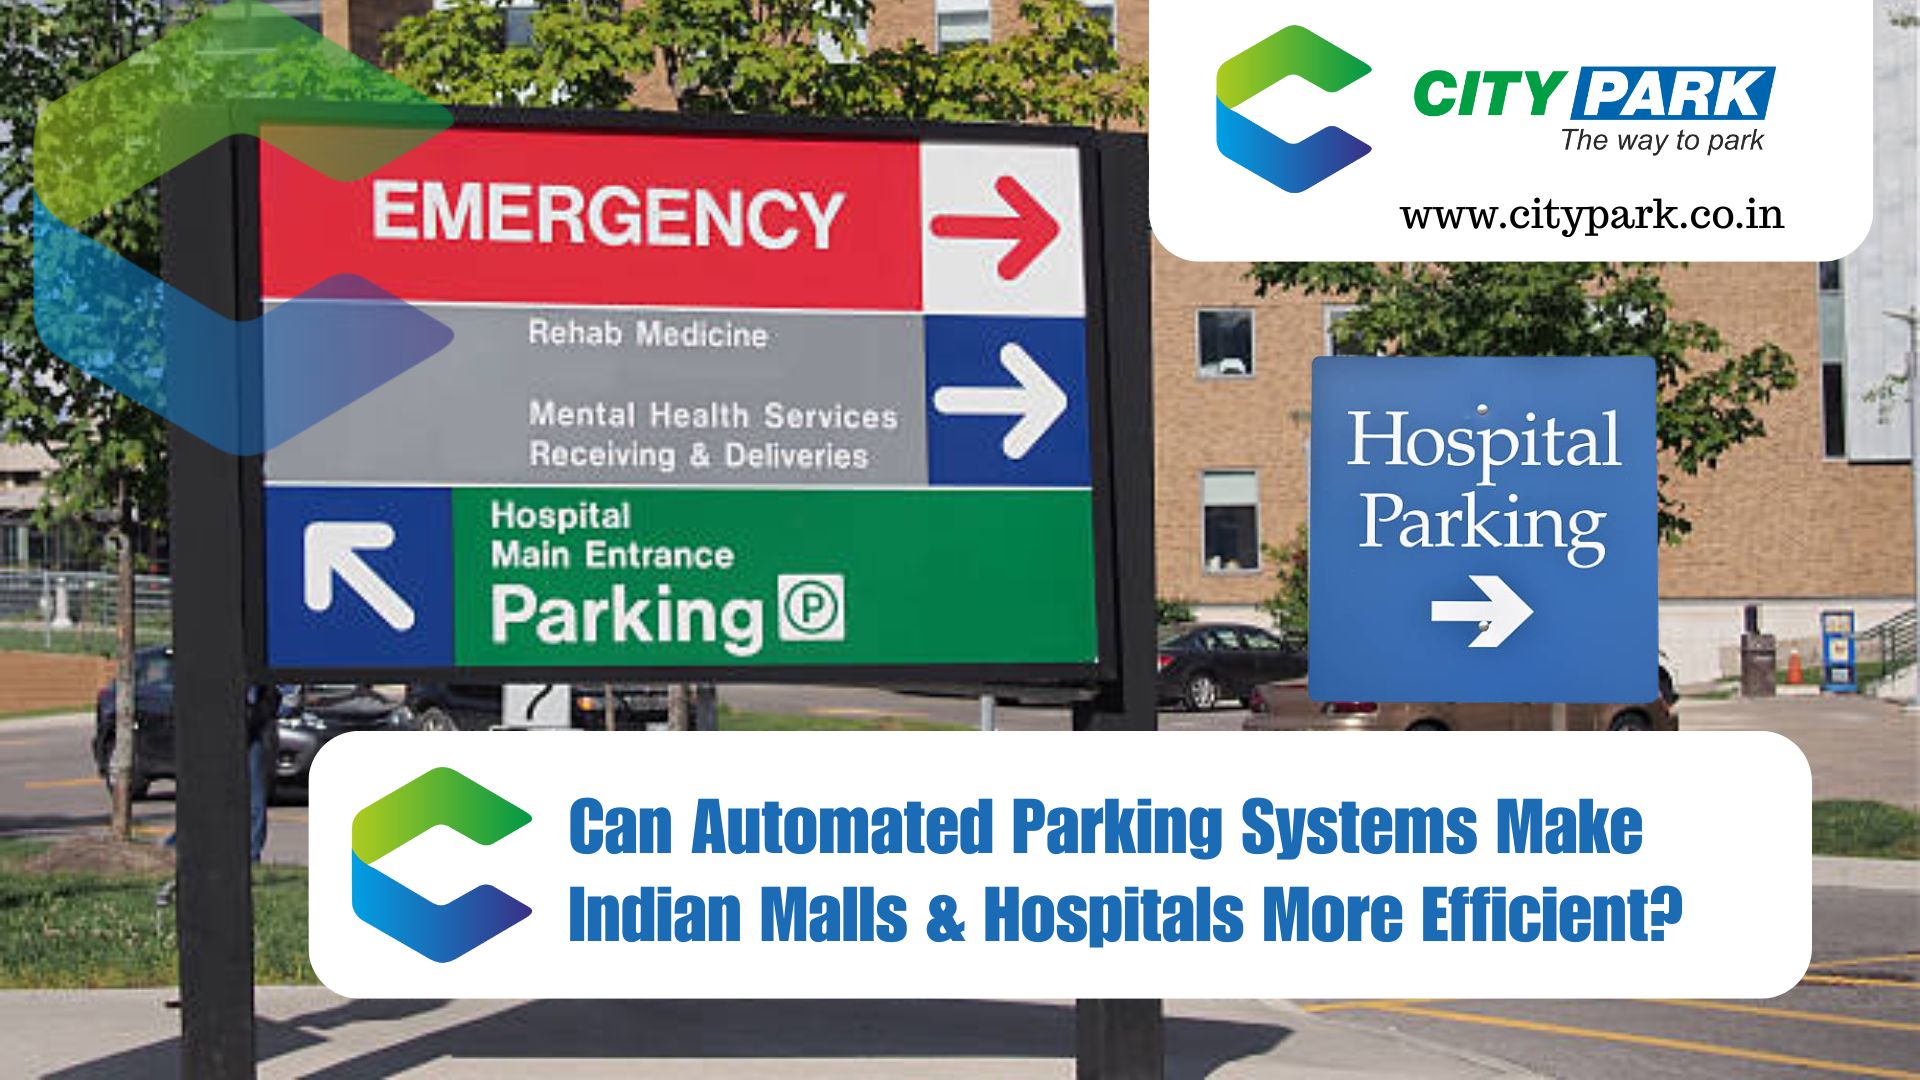 CITY PARK
The way to park
www.citypark.co.in
EMERGENCY
Rehab Medicine
Mental Health Services
Receiving & Deliveries
Hospital
Main Entrance
Parking P
Hospital
Parking
Can Automated Parking Systems Make
Indian Malls & Hospitals More Efficient?